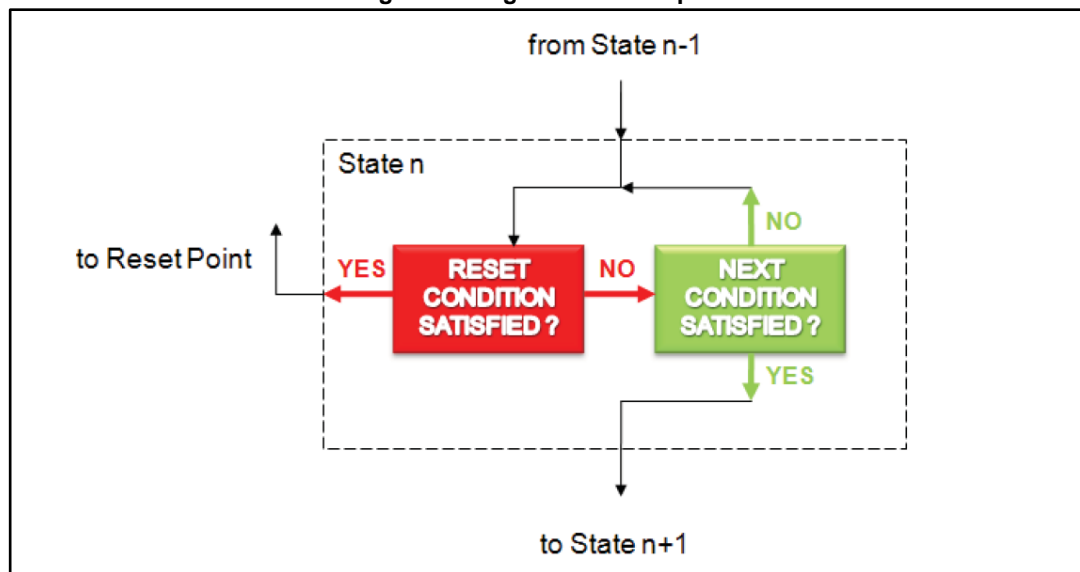 from State n-1
State n
to Reset Point
YES
RESET
CONDITION
SATISFIED ?
NO
NEXT
CONDITION
SATISFIED ?
NO
YES
to State n+1